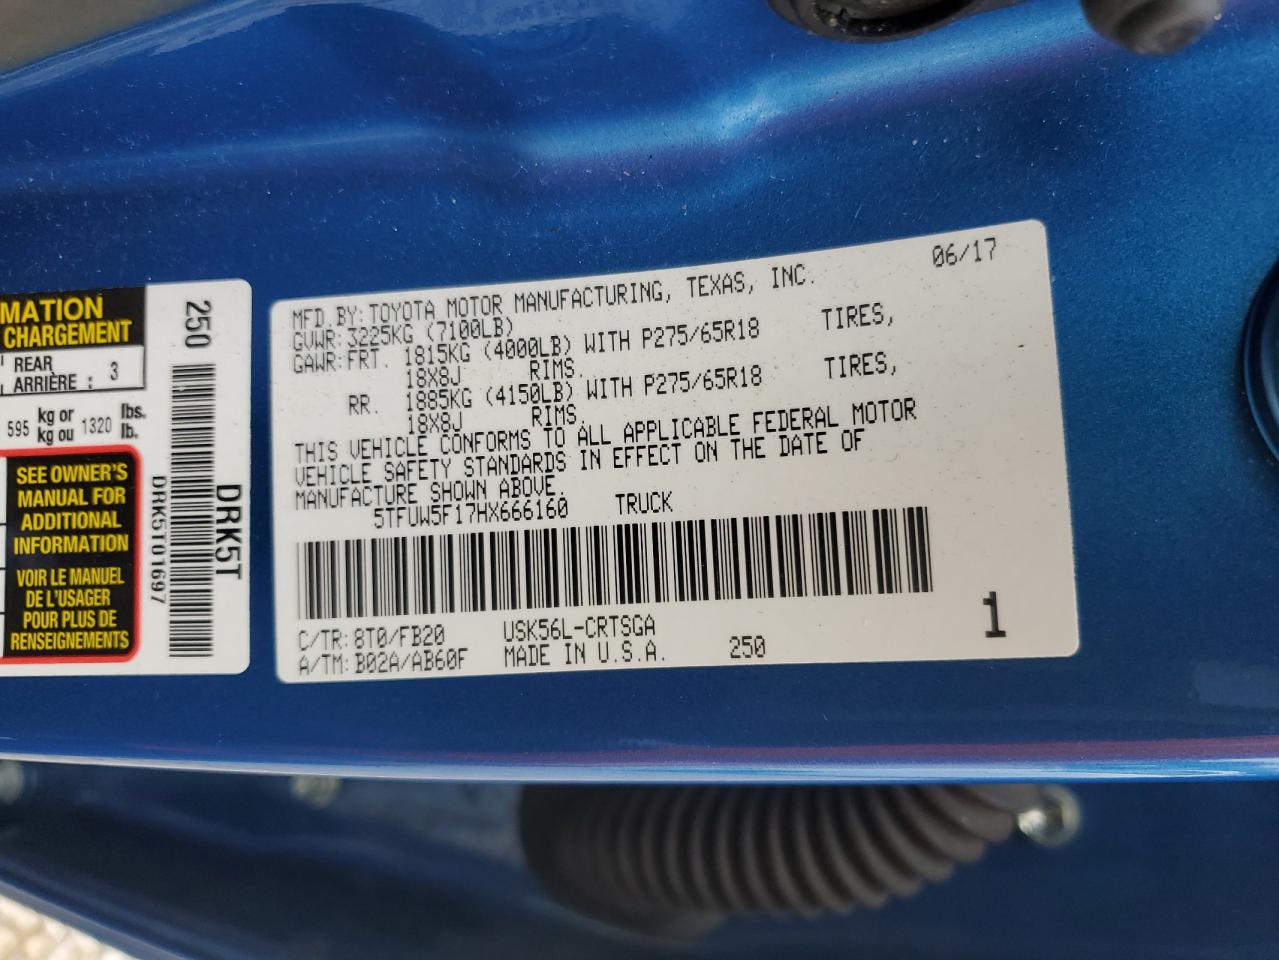 MATION
CHARGEMENT
REAR
ARRIÈRE : 3
595 kg or 1320 lbs.
kg ou lb.
SEE OWNER'S
MANUAL FOR
ADDITIONAL
INFORMATION
VOIR LE MANUEL
DE L'USAGER
POUR PLUS DE
RENSEIGNEMENTS
250
DRK5T01697
DRK5T
06/17
MFD.BY:TOYOTA MOTOR MANUFACTURING, TEXAS, INC.
GVWR:3225KG (7100LB)
GAWR:FRT. 1815KG (4000LB) WITH P275/65R18 TIRES,
18X8J RIMS.
RR. 1885KG (4150LB) WITH P275/65R18 TIRES,
18X8J RIMS.
THIS VEHICLE CONFORMS TO ALL APPLICABLE FEDERAL MOTOR
VEHICLE SAFETY STANDARDS IN EFFECT ON THE DATE OF
MANUFACTURE SHOWN ABOVE.
5TFUW5F17HX666160 TRUCK
C/TR:8T0/FB20 USK56L-CRTSGA
A/TM:B02A/AB60F MADE IN U.S.A. 250
1